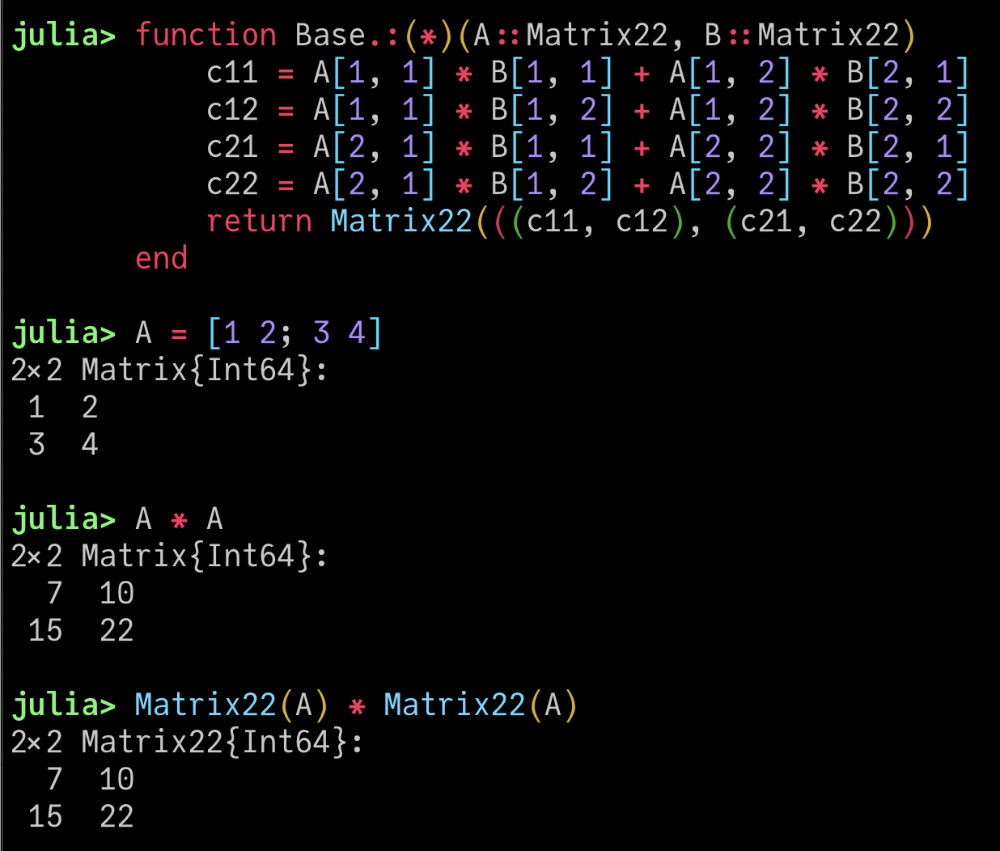 julia> function Base.:(*)(A::Matrix22, B::Matrix22)
           c11 = A[1, 1] * B[1, 1] + A[1, 2] * B[2, 1]
           c12 = A[1, 1] * B[1, 2] + A[1, 2] * B[2, 2]
           c21 = A[2, 1] * B[1, 1] + A[2, 2] * B[2, 1]
           c22 = A[2, 1] * B[1, 2] + A[2, 2] * B[2, 2]
           return Matrix22(((c11, c12), (c21, c22)))
       end

julia> A = [1 2; 3 4]
2×2 Matrix{Int64}:
 1  2
 3  4

julia> A * A
2×2 Matrix{Int64}:
  7  10
 15  22

julia> Matrix22(A) * Matrix22(A)
2×2 Matrix22{Int64}:
  7  10
 15  22